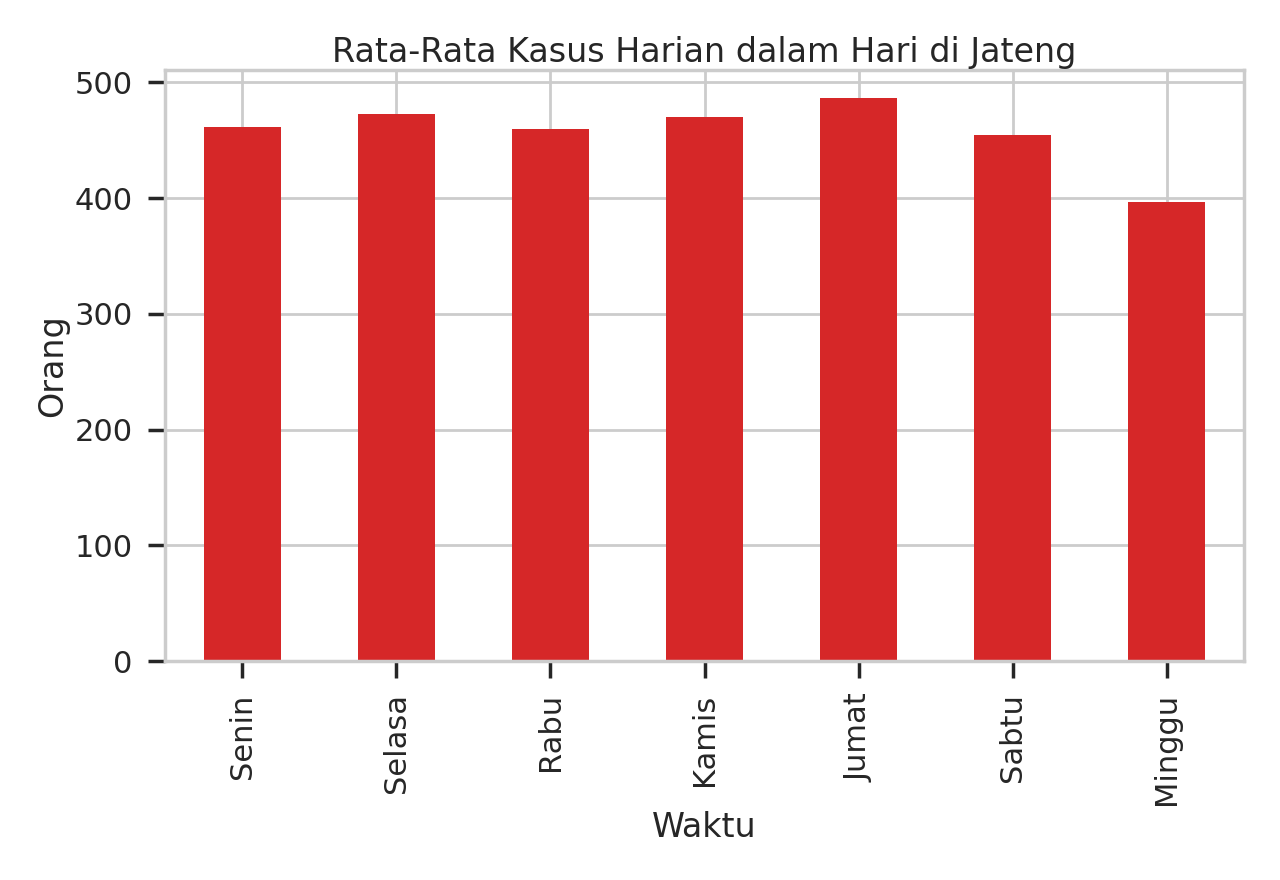 Rata-Rata Kasus Harian dalam Hari di Jateng
500
400
300
200
100
0
Orang
Senin
Selasa
Rabu
Kamis
Jumat
Sabtu
Minggu
Waktu